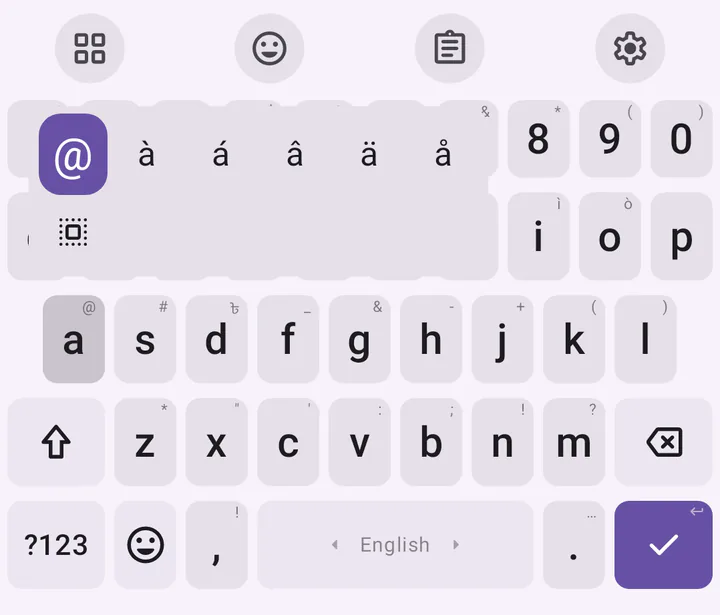 & * ( )
8 9 0
@ à á â ä å
ì ò
i o p
@ # ъ _ & - + ( )
a s d f g h j k l
* " ' : ; ! ?
z x c v b n m
! …
?123 , English .